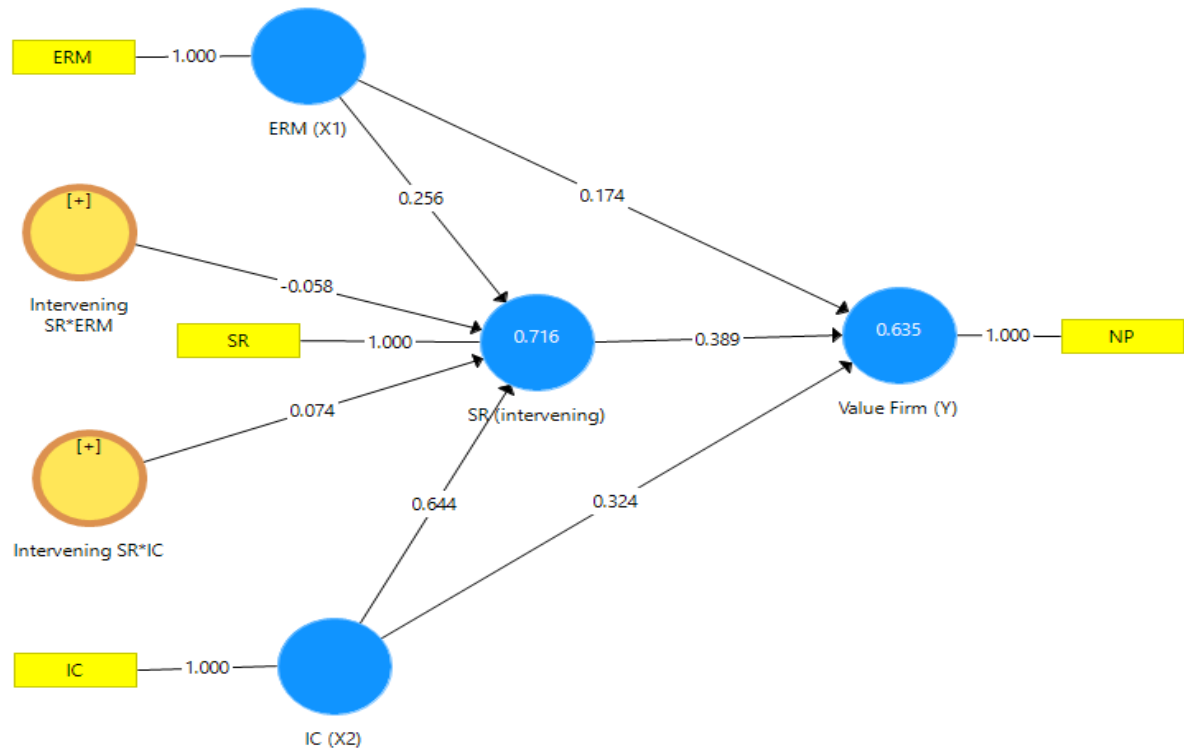 ERM
1.000
ERM (X1)
0.256
0.174
[+]
Intervening
SR*ERM
-0.058
SR
1.000
0.716
SR (intervening)
0.389
0.635
Value Firm (Y)
1.000
NP
0.074
[+]
Intervening SR*IC
0.644
0.324
IC
1.000
IC (X2)